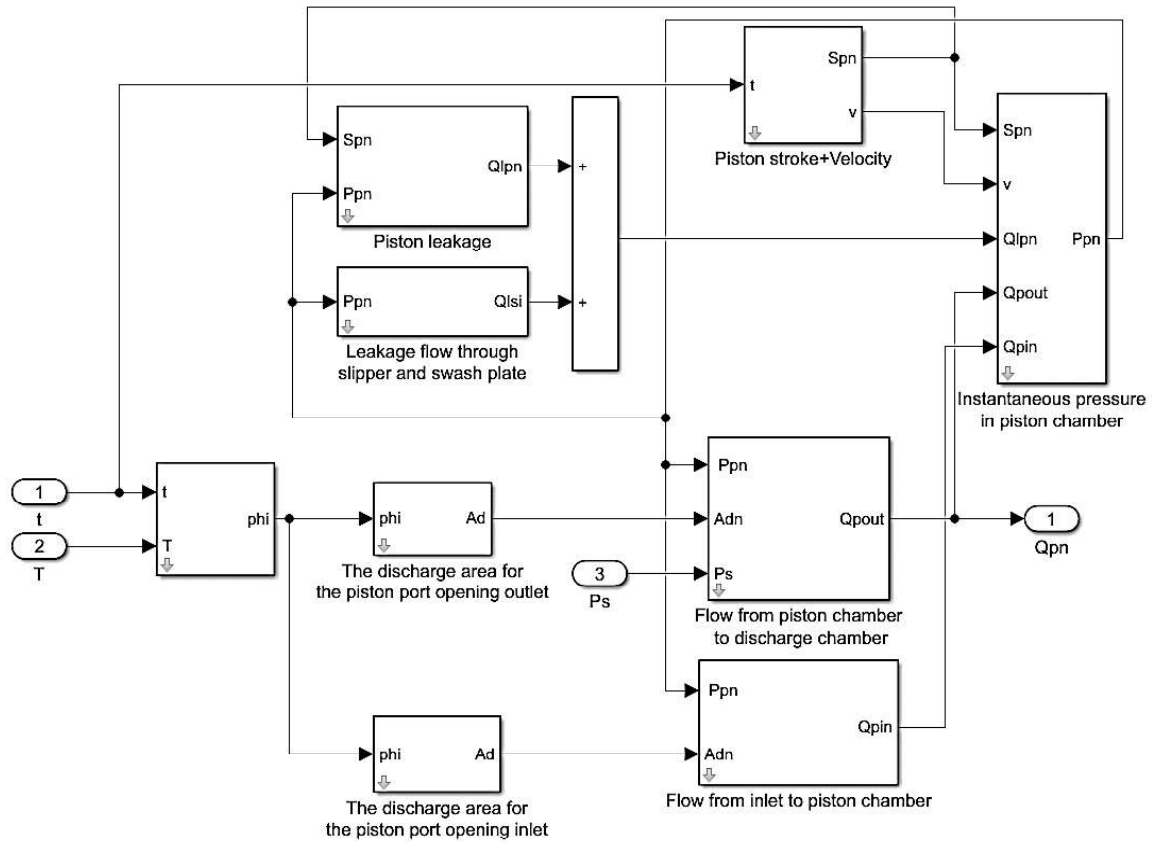 Spn
t
v
Piston stroke+Velocity
Spn
Ppn
Qlpn
Piston leakage
+
Ppn
Qlsi
+
Leakage flow through
slipper and swash plate
Spn
v
Qlpn
Ppn
Qpout
Qpin
Instantaneous pressure
in piston chamber
1
t
2
T
t
T
phi
phi
Ad
The discharge area for
the piston port opening outlet
3
Ps
Ppn
Adn
Qpout
Ps
Flow from piston chamber
to discharge chamber
1
Qpn
phi
Ad
The discharge area for
the piston port opening inlet
Ppn
Qpin
Adn
Flow from inlet to piston chamber